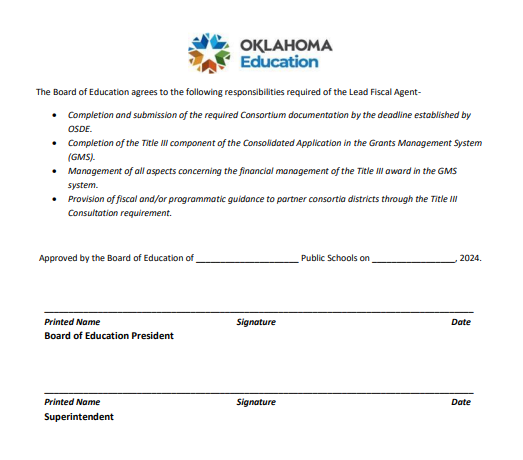 OKLAHOMA
Education
The Board of Education agrees to the following responsibilities required of the Lead Fiscal Agent-
• Completion and submission of the required Consortium documentation by the deadline established by
OSDE.
• Completion of the Title III component of the Consolidated Application in the Grants Management System
(GMS).
• Management of all aspects concerning the financial management of the Title III award in the GMS
system.
• Provision of fiscal and/or programmatic guidance to partner consortia districts through the Title III
Consultation requirement.
Approved by the Board of Education of ____________________ Public Schools on ________________, 2024.
Printed Name Signature Date
Board of Education President
Printed Name Signature Date
Superintendent